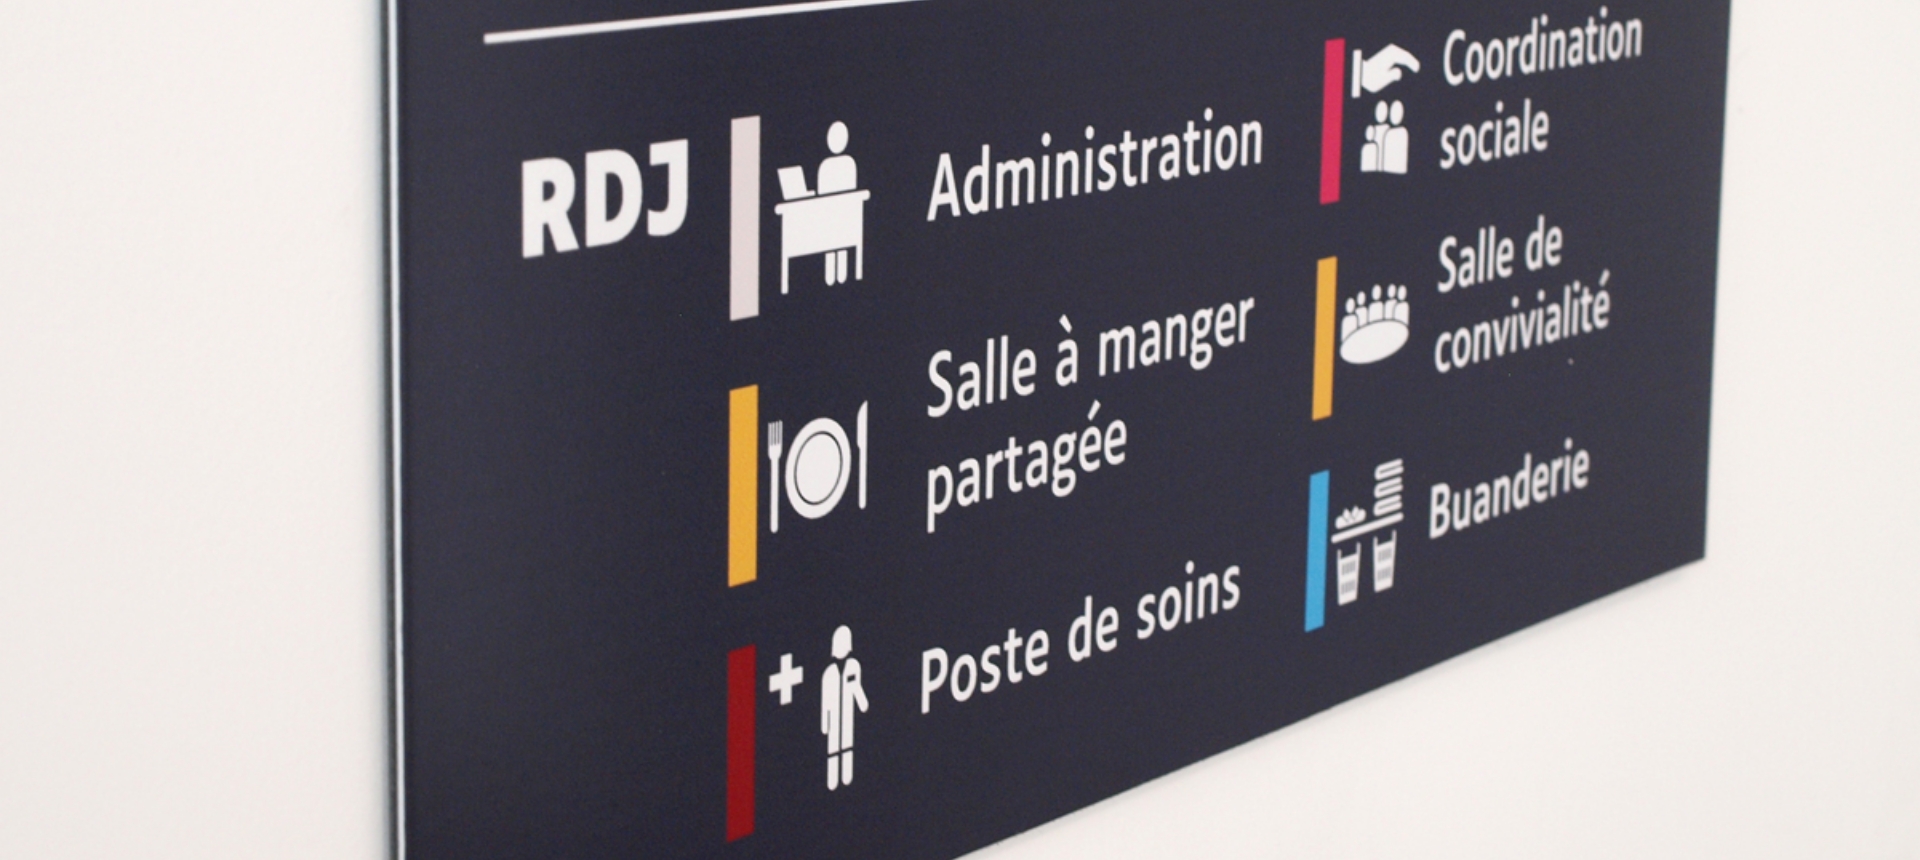 RDJ
Administration
Salle à manger
partagée
Poste de soins
Coordination
sociale
Salle de
convivialité
Buanderie